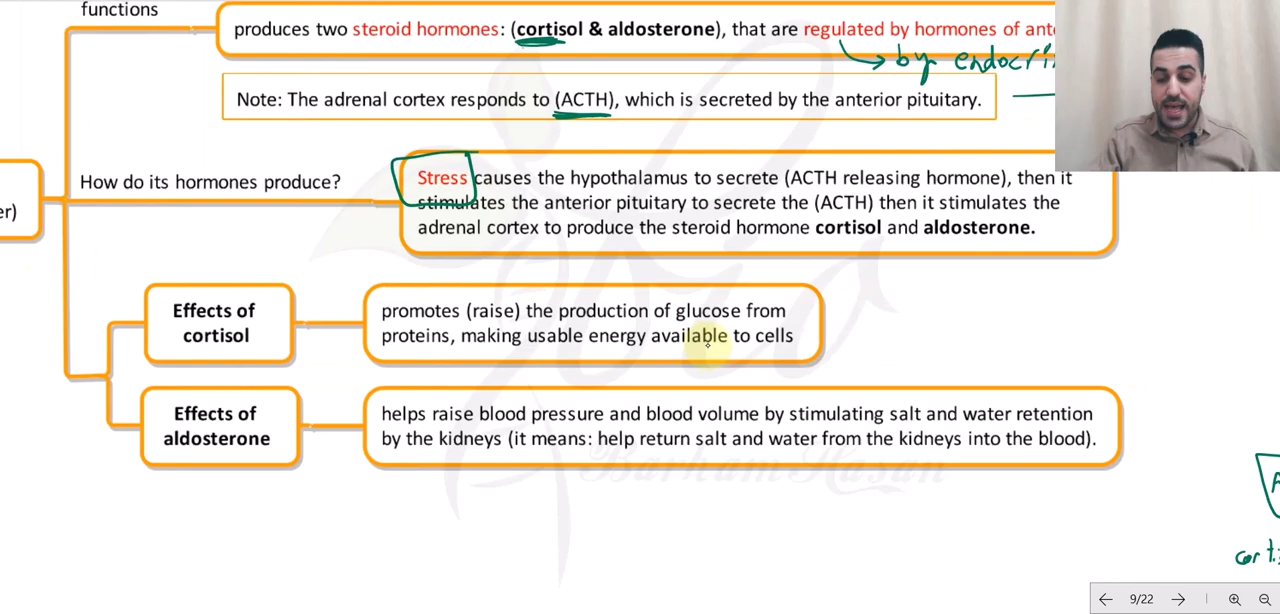 functions
produces two steroid hormones: (cortisol & aldosterone), that are regulated by hormones of
by
Note: The adrenal cortex responds to (ACTH), which is secreted by the anterior pituitary.
How do its hormones produce?
Stress causes the hypothalamus to secrete (ACTH releasing hormone), then it
stimulates the anterior pituitary to secrete the (ACTH) then it stimulates the
adrenal cortex to produce the steroid hormone cortisol and aldosterone.
Effects of
cortisol
promotes (raise) the production of glucose from
proteins, making usable energy available to cells
Effects of
aldosterone
helps raise blood pressure and blood volume by stimulating salt and water retention
by the kidneys (it means: help return salt and water from the kidneys into the blood).
Barham Hasan
9/22